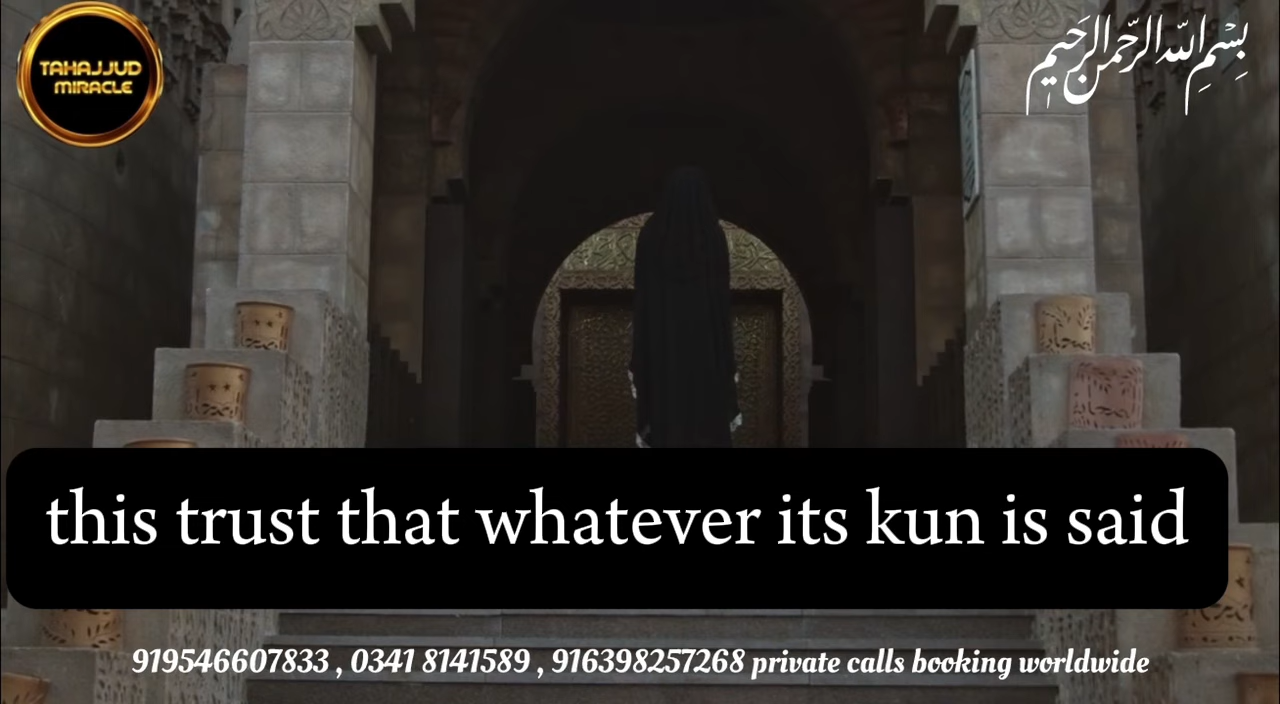 TAHAJJUD
MIRACLE
بِسْمِ اللّٰهِ الرَّحْمٰنِ الرَّحِيْمِ
this trust that whatever its kun is said
919546607833 , 0341 8141589 , 916398257268 private calls booking worldwide